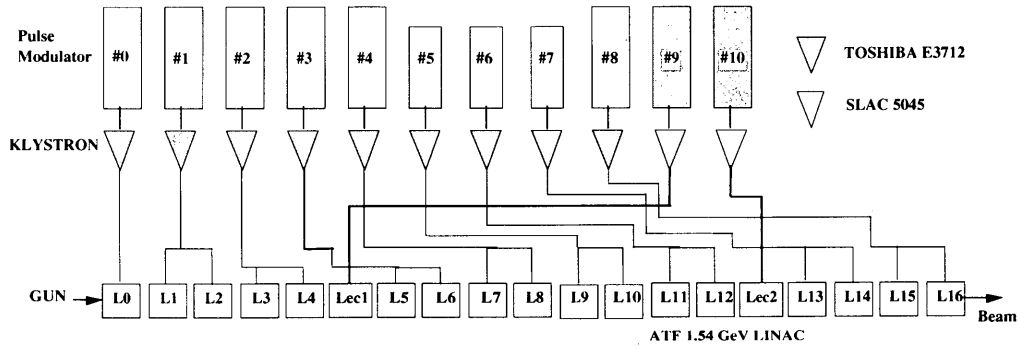 Pulse
Modulator
#0 #1 #2 #3 #4 #5 #6 #7 #8 #9 #10
TOSHIBA E3712
SLAC 5045
KLYSTRON
GUN L0 L1 L2 L3 L4 Lec1 L5 L6 L7 L8 L9 L10 L11 L12 Lec2 L13 L14 L15 L16
Beam
ATF 1.54 GeV LINAC